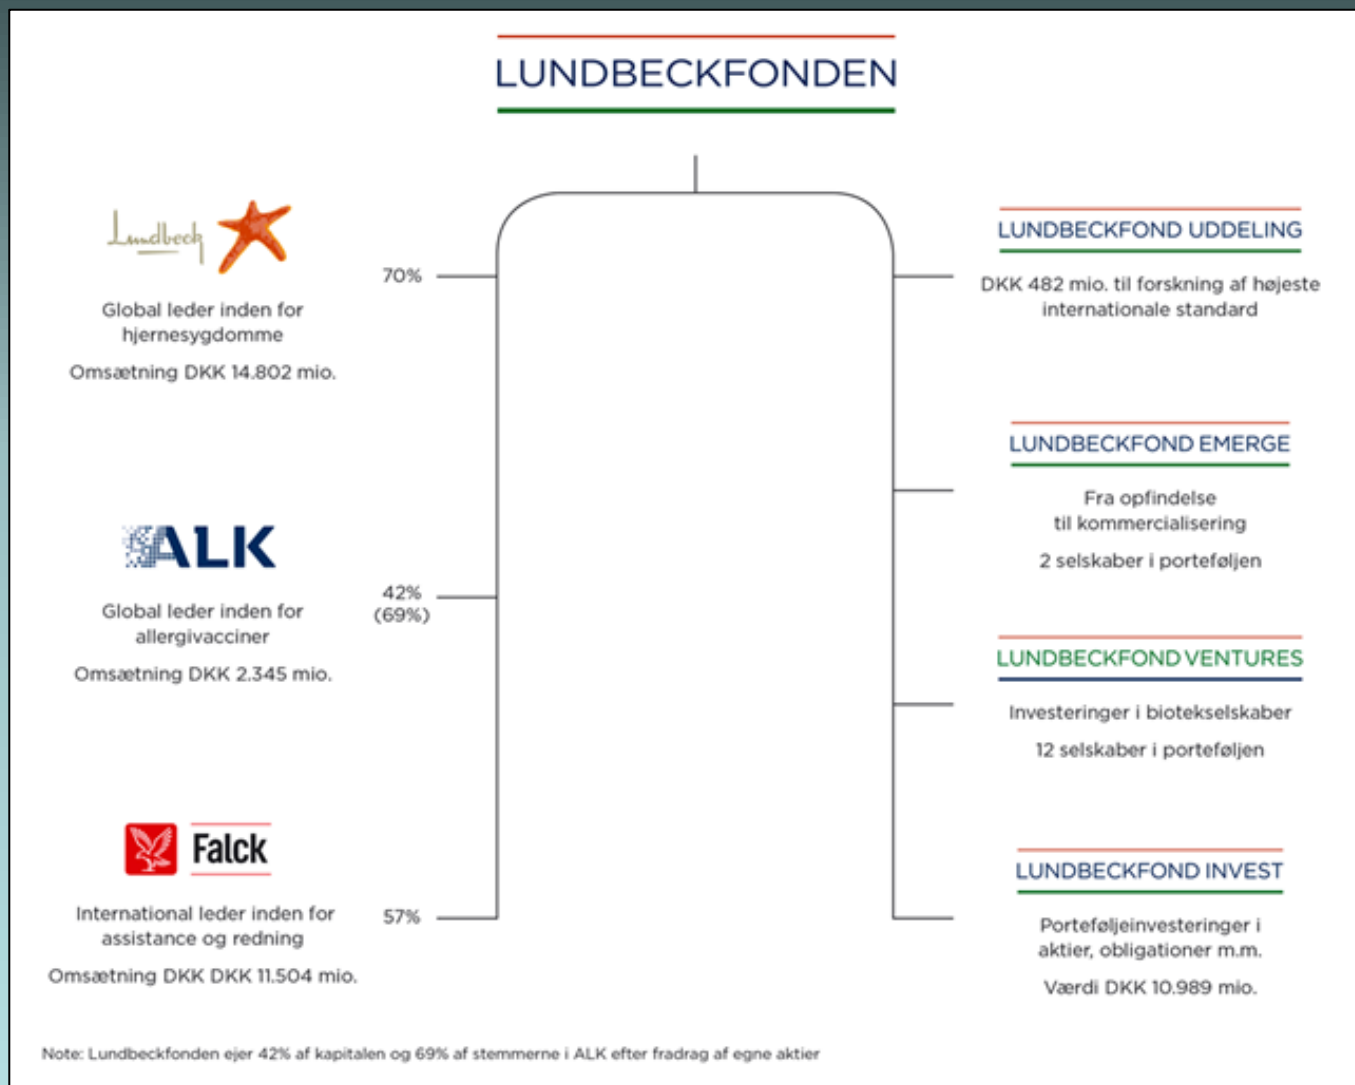 LUNDBECKFONDEN
Lundbeck
70%
Global leder inden for
hjernesygdomme
Omsætning DKK 14.802 mio.
ALK
42%
(69%)
Global leder inden for
allergivacciner
Omsætning DKK 2.345 mio.
Falck
57%
International leder inden for
assistance og redning
Omsætning DKK DKK 11.504 mio.
LUNDBECKFOND UDDELING
DKK 482 mio. til forskning af højeste
internationale standard
LUNDBECKFOND EMERGE
Fra opfindelse
til kommercialisering
2 selskaber i porteføljen
LUNDBECKFOND VENTURES
Investeringer i biotekselskaber
12 selskaber i porteføljen
LUNDBECKFOND INVEST
Porteføljeinvesteringer i
aktier, obligationer m.m.
Værdi DKK 10.989 mio.
Note: Lundbeckfonden ejer 42% af kapitalen og 69% af stemmerne i ALK efter fradrag af egne aktier